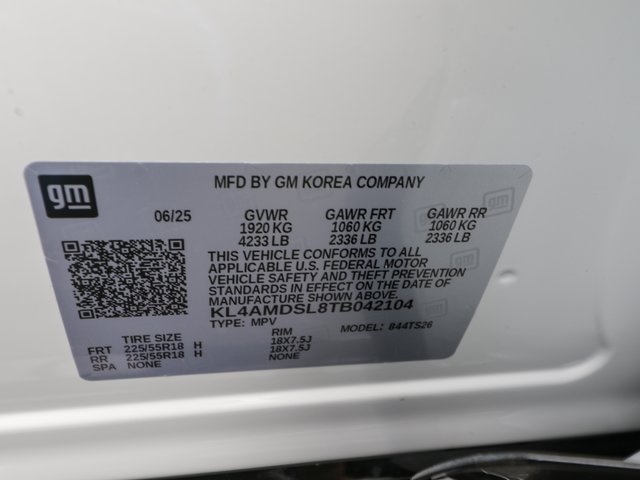 gm
MFD BY GM KOREA COMPANY
06/25 GVWR GAWR FRT GAWR RR
1920 KG 1060 KG 1060 KG
4233 LB 2336 LB 2336 LB
THIS VEHICLE CONFORMS TO ALL
APPLICABLE U.S. FEDERAL MOTOR
VEHICLE SAFETY AND THEFT PREVENTION
STANDARDS IN EFFECT ON THE DATE OF
MANUFACTURE SHOWN ABOVE.
KL4AMDSL8TB042104
TYPE: MPV MODEL: 844TS26
TIRE SIZE RIM
FRT 225/55R18 H 18X7.5J
RR 225/55R18 H 18X7.5J
SPA NONE NONE